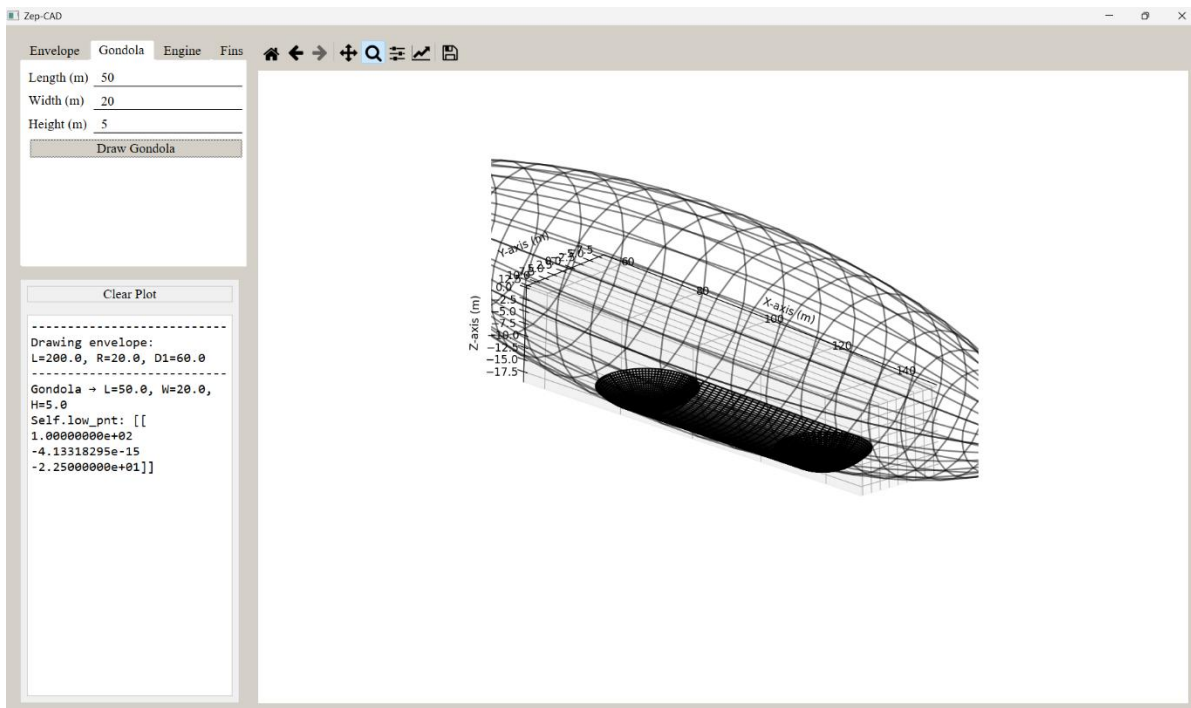 Zep-CAD
Envelope Gondola Engine Fins
Length (m) 50
Width (m) 20
Height (m) 5
Draw Gondola
Clear Plot
---------------------------
Drawing envelope:
L=200.0, R=20.0, D1=60.0
---------------------------
Gondola → L=50.0, W=20.0,
H=5.0
Self.low_pnt: [[
1.00000000e+02
-4.13318295e-15
-2.25000000e+01]]
Y-axis (m)
X-axis (m)
60
80
100
120
140
Z-axis (m)
0.0
−2.5
−5.0
−7.5
−10.0
−12.5
−15.0
−17.5